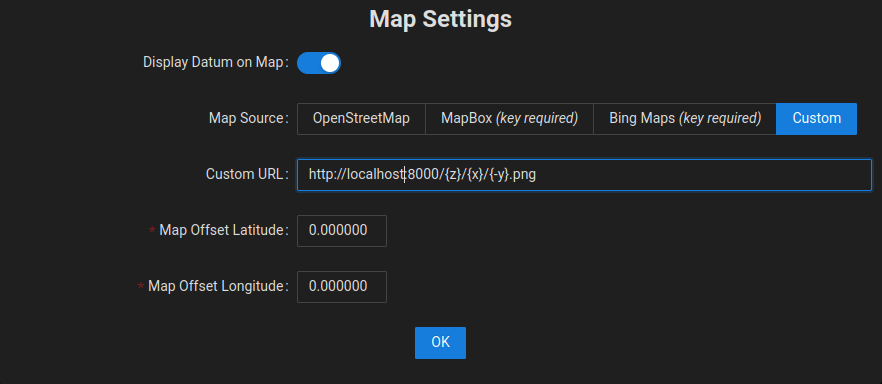 Map Settings
Display Datum on Map:
Map Source: OpenStreetMap MapBox (key required) Bing Maps (key required) Custom
Custom URL: http://localhost:8000/{z}/{x}/{-y}.png
* Map Offset Latitude: 0.000000
* Map Offset Longitude: 0.000000
OK